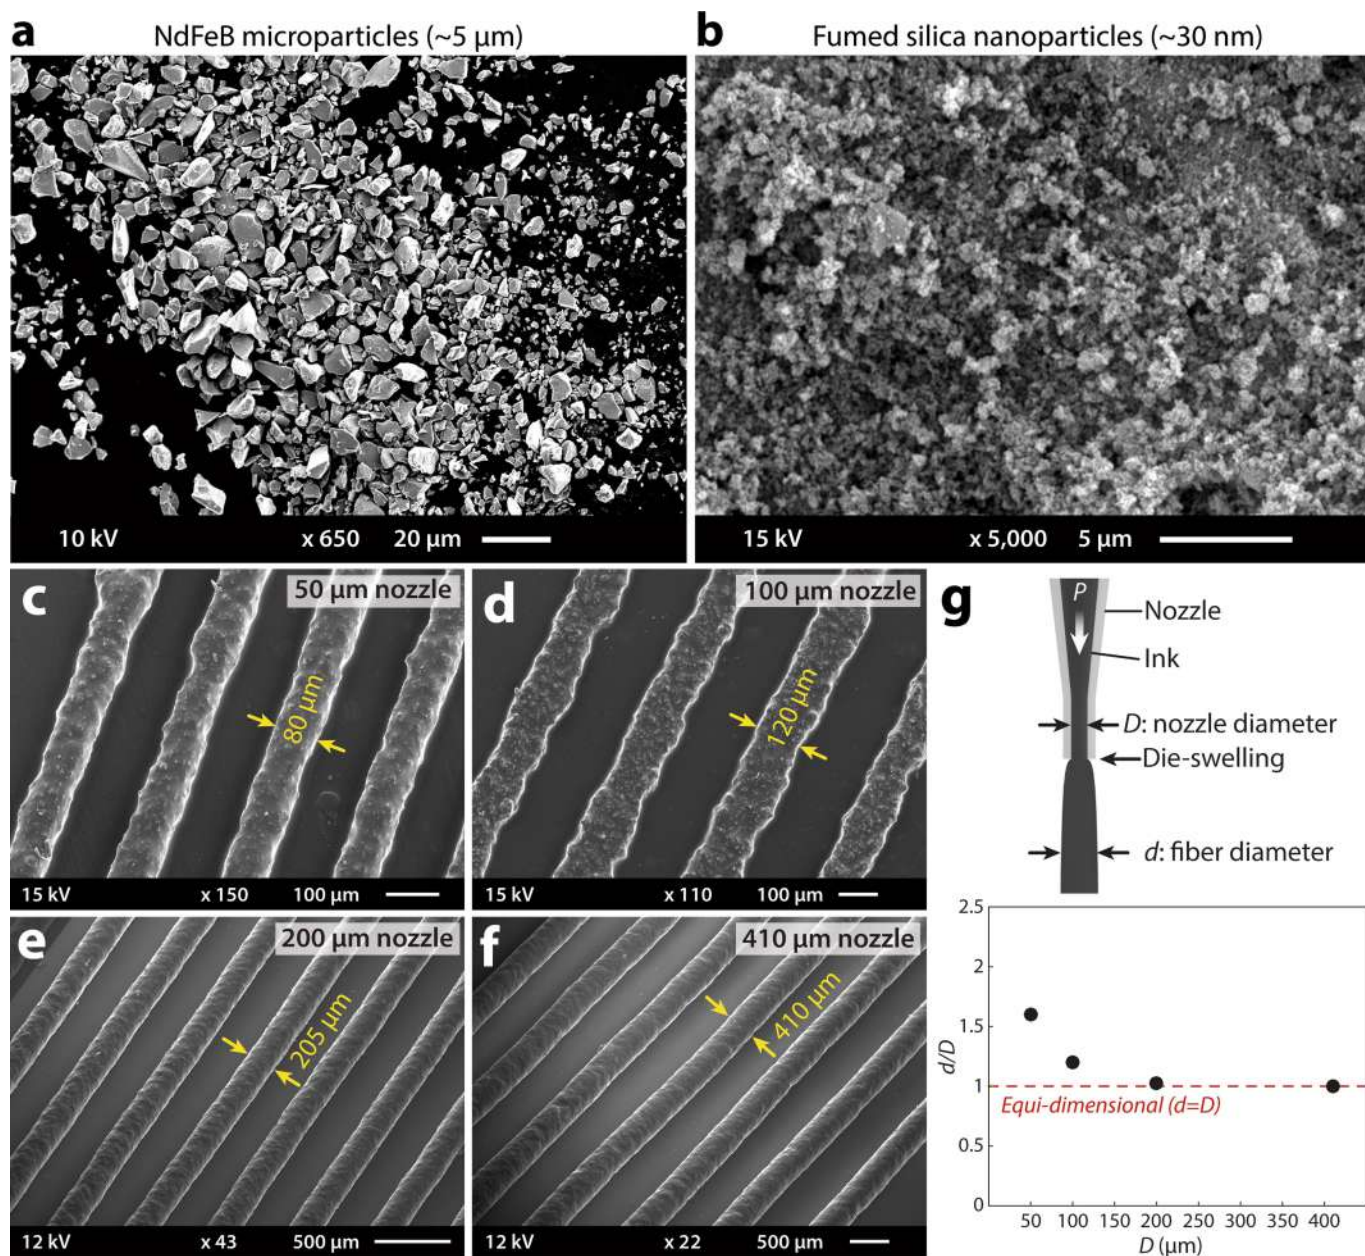 a NdFeB microparticles (~5 μm)
10 kV x 650 20 μm
b Fumed silica nanoparticles (~30 nm)
15 kV x 5,000 5 μm
c 50 μm nozzle
80 μm
15 kV x 150 100 μm
d 100 μm nozzle
120 μm
15 kV x 110 100 μm
e 200 μm nozzle
205 μm
12 kV x 43 500 μm
f 410 μm nozzle
410 μm
12 kV x 22 500 μm
g
P
Nozzle
Ink
D: nozzle diameter
Die-swelling
d: fiber diameter
2.5
2
1.5
1
0.5
0
d/D
Equi-dimensional (d=D)
50 100 150 200 250 300 350 400
D (μm)